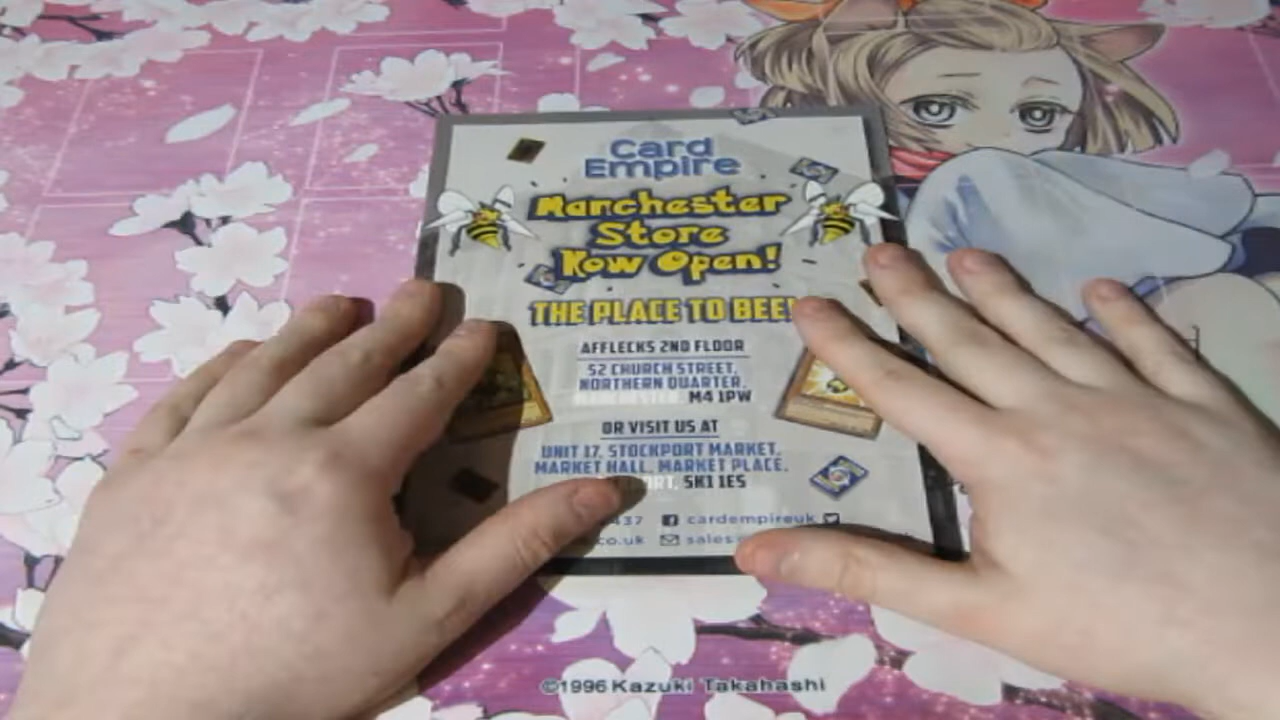 Card
Empire
Manchester
Store
Now Open!
THE PLACE TO BEE!
AFFLECKS 2ND FLOOR
52 CHURCH STREET,
NORTHERN QUARTER,
MANCHESTER, M4 1PW
OR VISIT US AT
UNIT 17, STOCKPORT MARKET,
MARKET HALL, MARKET PLACE,
SK1 1ES
437 cardempireuk
.co.uk sales
©1996 Kazuki Takahashi